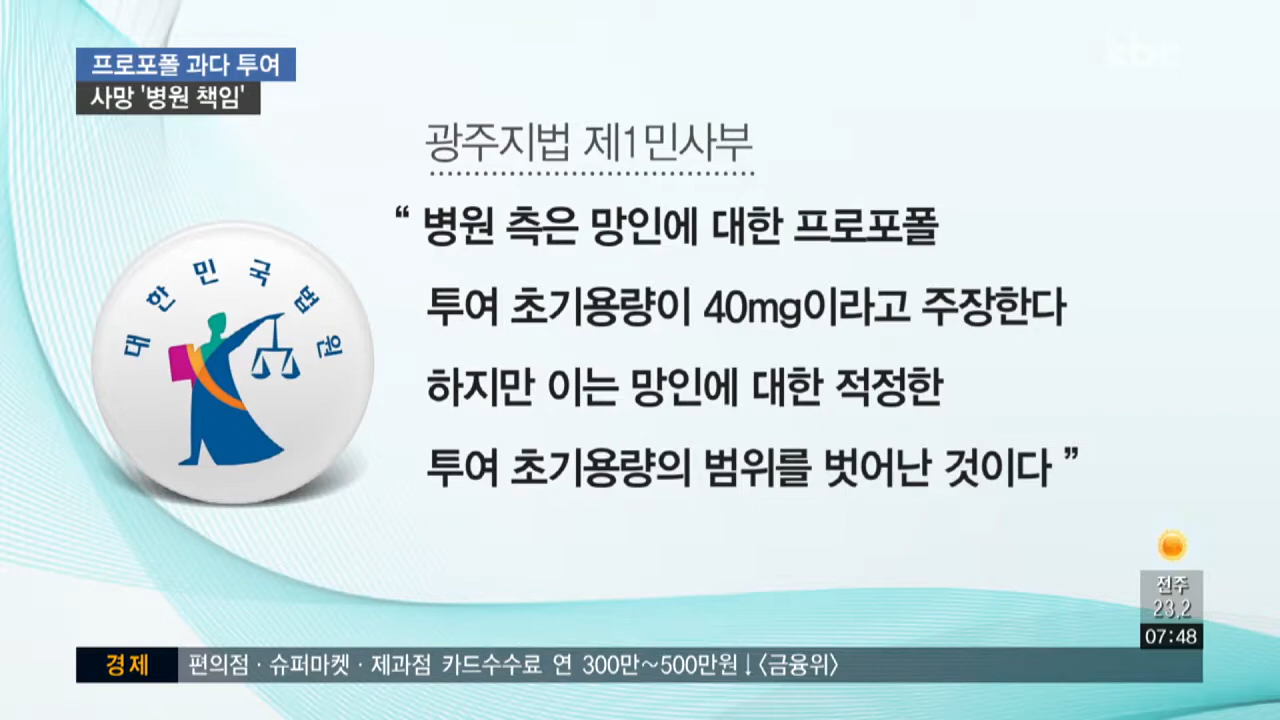 kbc
프로포폴 과다 투여
사망 '병원 책임'
광주지법 제1민사부
“ 병원 측은 망인에 대한 프로포폴
투여 초기용량이 40mg이라고 주장한다
하지만 이는 망인에 대한 적정한
투여 초기용량의 범위를 벗어난 것이다 ”
대한민국법원
전주
23.2
07:48
경제 편의점· 슈퍼마켓· 제과점 카드수수료 연 300만~500만원↓〈금융위〉